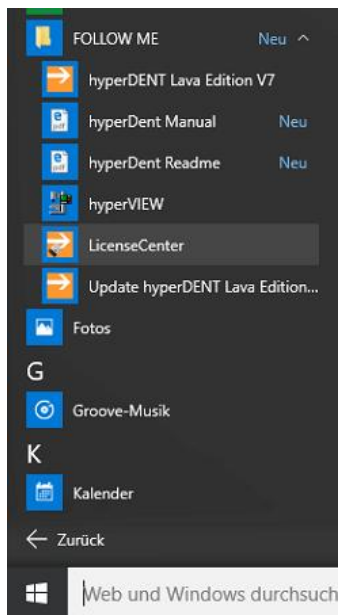 FOLLOW ME Neu
hyperDENT Lava Edition V7
hyperDent Manual Neu
hyperDent Readme Neu
hyperVIEW
LicenseCenter
Update hyperDENT Lava Edition...
Fotos
G
Groove-Musik
K
Kalender
Zurück
Web und Windows durchsuch